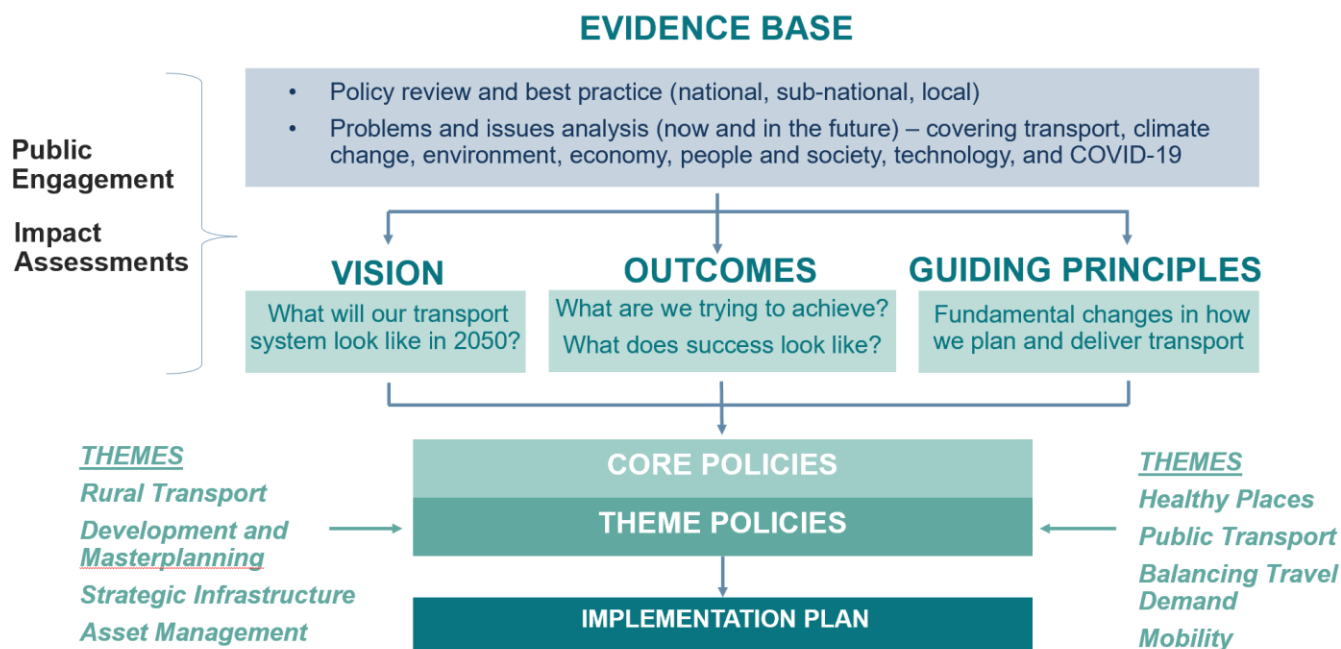 EVIDENCE BASE
• Policy review and best practice (national, sub-national, local)
• Problems and issues analysis (now and in the future) – covering transport, climate
change, environment, economy, people and society, technology, and COVID-19
Public
Engagement
Impact
Assessments
VISION
What will our transport
system look like in 2050?
OUTCOMES
What are we trying to achieve?
What does success look like?
GUIDING PRINCIPLES
Fundamental changes in how
we plan and deliver transport
THEMES
Rural Transport
Development and
Masterplanning
Strategic Infrastructure
Asset Management
CORE POLICIES
THEME POLICIES
IMPLEMENTATION PLAN
THEMES
Healthy Places
Public Transport
Balancing Travel
Demand
Mobility